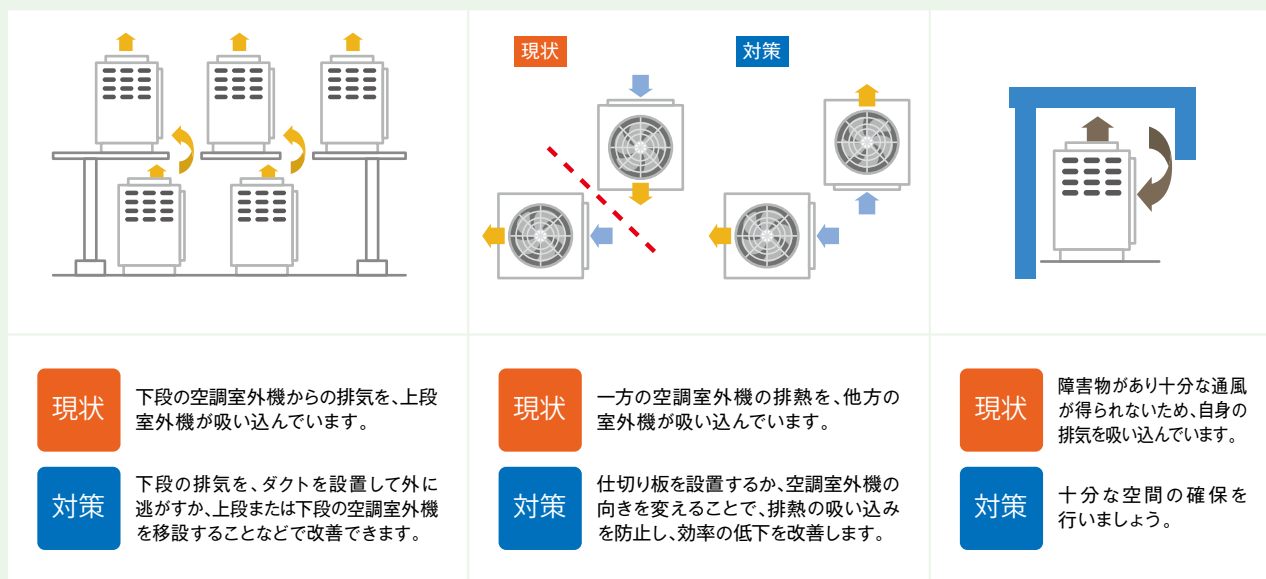 現状
対策
現状
下段の空調室外機からの排気を、上段
室外機が吸い込んでいます。
対策
下段の排気を、ダクトを設置して外に
逃がすか、上段または下段の空調室外機
を移設することなどで改善できます。
現状
一方の空調室外機の排熱を、他方の
室外機が吸い込んでいます。
対策
仕切り板を設置するか、空調室外機の
向きを変えることで、排熱の吸い込み
を防止し、効率の低下を改善します。
現状
障害物があり十分な通風
が得られないため、自身の
排気を吸い込んでいます。
対策
十分な空間の確保を
行いましょう。